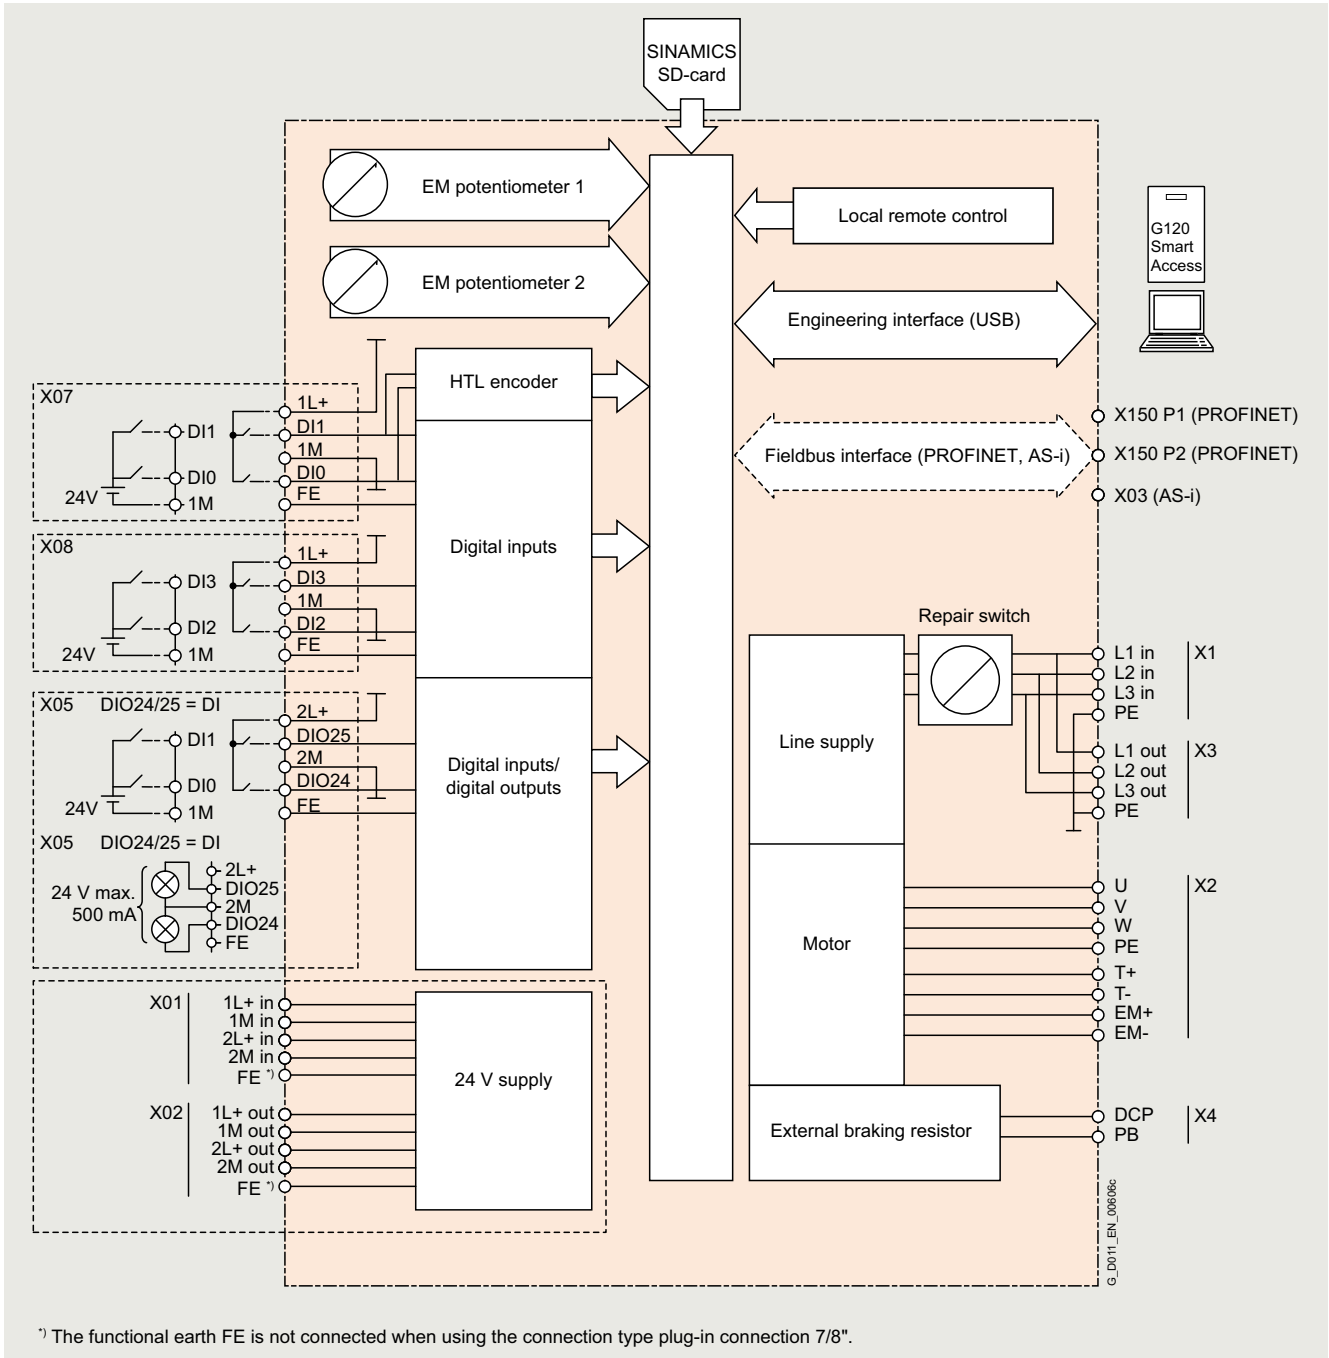 SINAMICS
SD-card
EM potentiometer 1
EM potentiometer 2
Local remote control
G120
Smart
Access
Engineering interface (USB)
HTL encoder
X07
1L+
DI1
DI1
1M
DI0
DI0
FE
24V
1M
X150 P1 (PROFINET)
Fieldbus interface (PROFINET, AS-i)
X150 P2 (PROFINET)
X03 (AS-i)
Digital inputs
X08
1L+
DI3
DI3
1M
DI2
DI2
FE
24V
1M
Repair switch
L1 in
X1
L2 in
L3 in
PE
Line supply
L1 out
X3
L2 out
L3 out
PE
X05 DIO24/25 = DI
2L+
DI1
DIO25
2M
DI0
DIO24
24V
1M
FE
Digital inputs/
digital outputs
X05 DIO24/25 = DI
24 V max.
500 mA
2L+
DIO25
2M
DIO24
FE
Motor
U
X2
V
W
PE
T+
T-
EM+
EM-
X01
1L+ in
1M in
2L+ in
2M in
FE *)
24 V supply
X02
1L+ out
1M out
2L+ out
2M out
FE *)
External braking resistor
DCP
X4
PB
G_D011_EN_00606c
*) The functional earth FE is not connected when using the connection type plug-in connection 7/8".